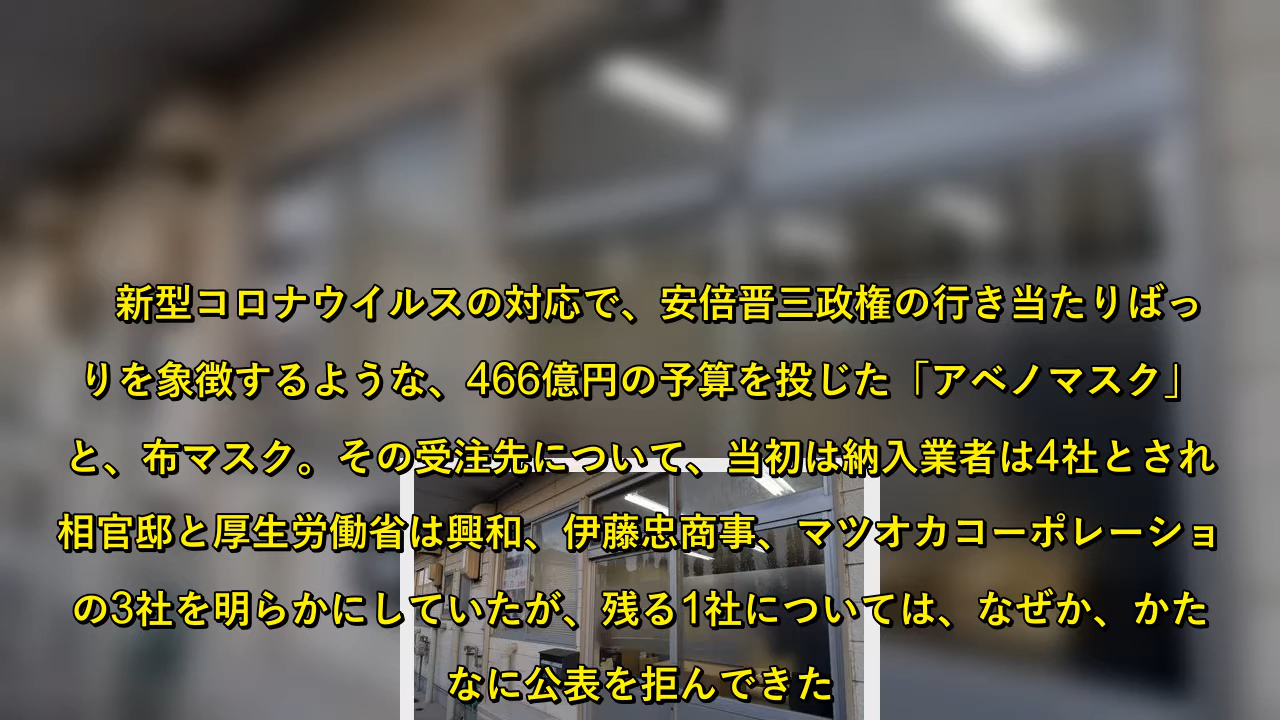 新型コロナウイルスの対応で、安倍晋三政権の行き当たりばっ
りを象徴するような、466億円の予算を投じた「アベノマスク」
と、布マスク。その受注先について、当初は納入業者は4社とされ
相官邸と厚生労働省は興和、伊藤忠商事、マツオカコーポレーショ
の3社を明らかにしていたが、残る1社については、なぜか、かた
なに公表を拒んできた